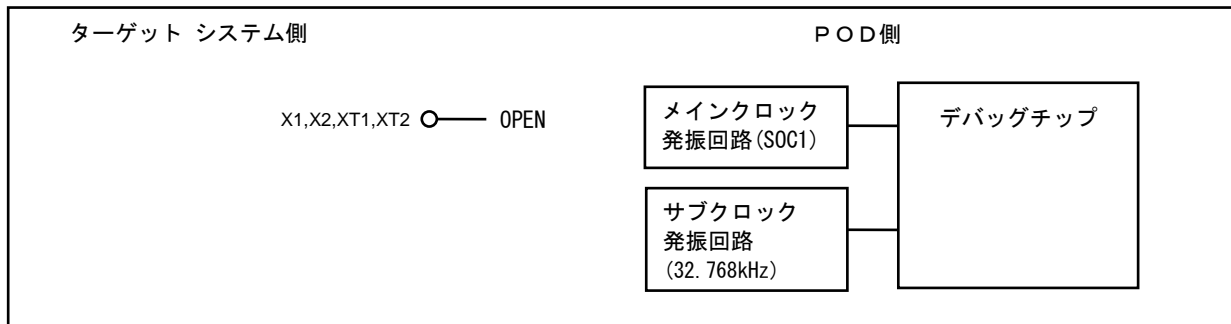 ターゲット システム側
ＰＯＤ側
X1,X2,XT1,XT2
OPEN
メインクロック
発振回路(SOC1)
デバッグチップ
サブクロック
発振回路
(32.768kHz)